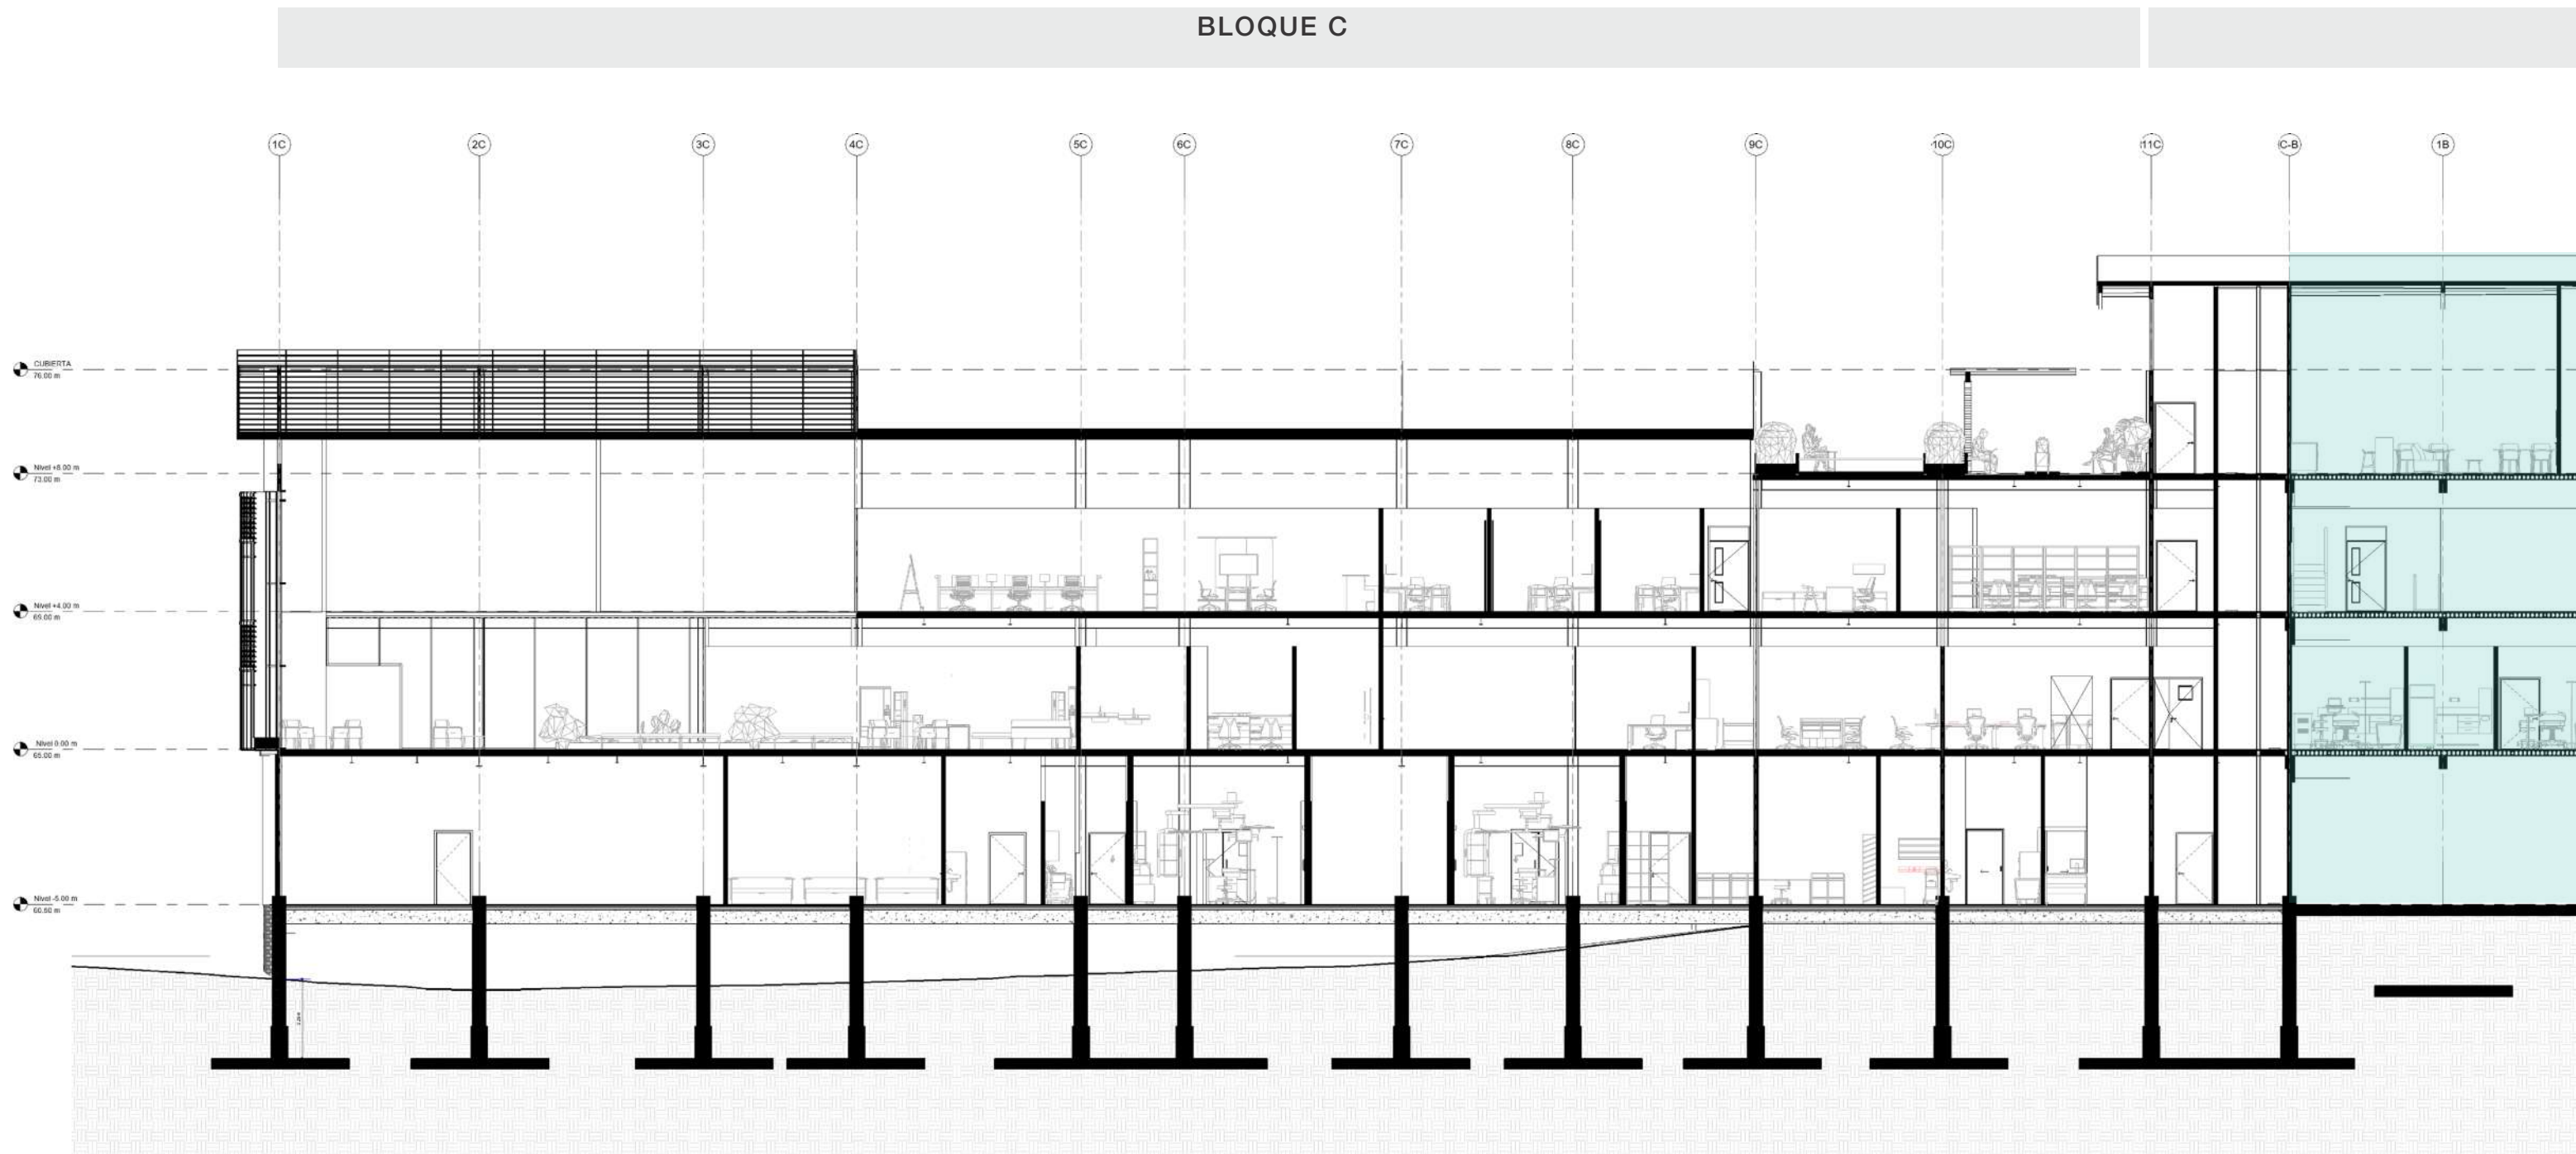 BLOQUE C
1C 2C 3C 4C 5C 6C 7C 8C 9C 10C 11C C-B 1B
CUBIERTA
76.00 m
Nivel +8.00 m
73.00 m
Nivel +4.00 m
69.00 m
Nivel 0.00 m
65.00 m
Nivel -5.00 m
60.50 m